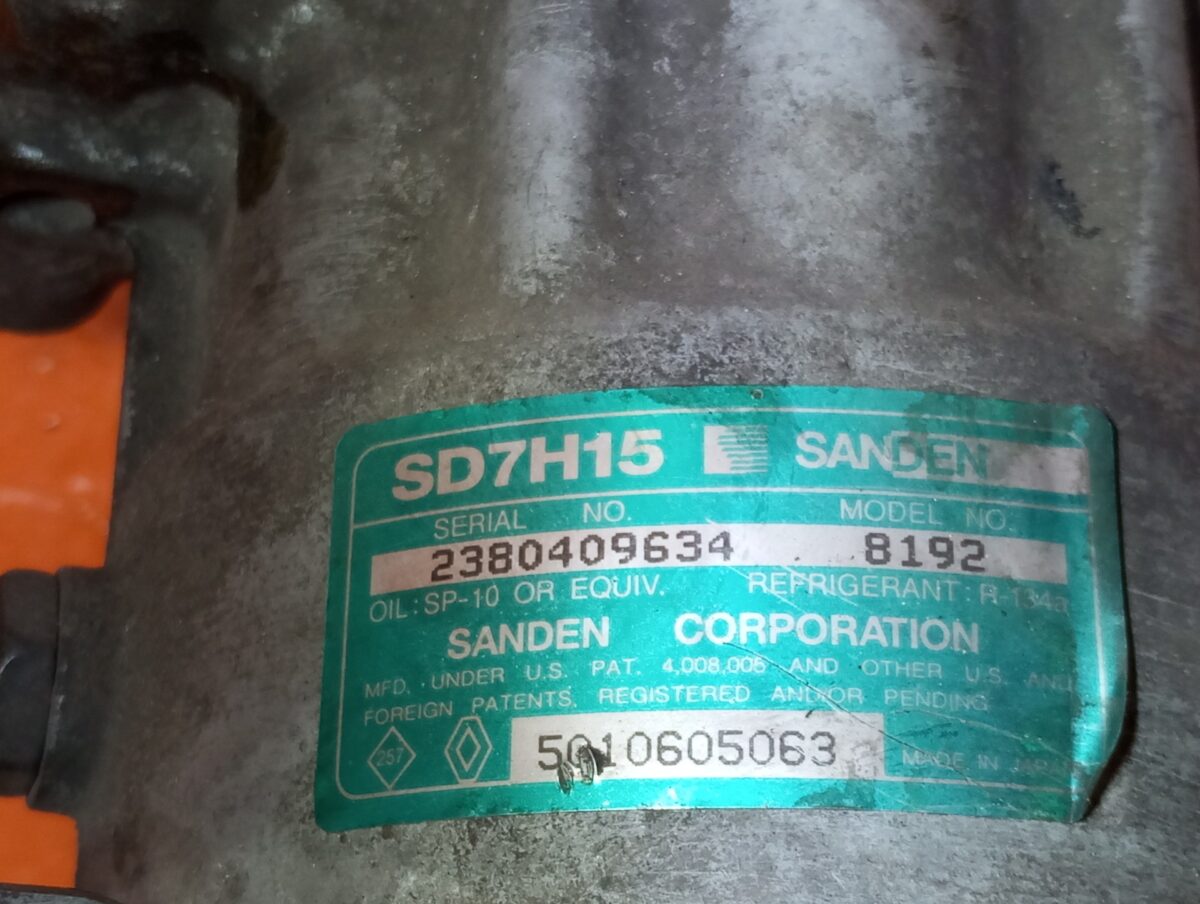 SD7H15 SANDEN
SERIAL NO. MODEL NO.
2380409634 8192
OIL: SP-10 OR EQUIV. REFRIGERANT: R-134a
SANDEN CORPORATION
MFD. UNDER U.S. PAT. 4,008,005 AND OTHER U.S. AND
FOREIGN PATENTS. REGISTERED AND/OR PENDING
257 5010605063 MADE IN JAPAN